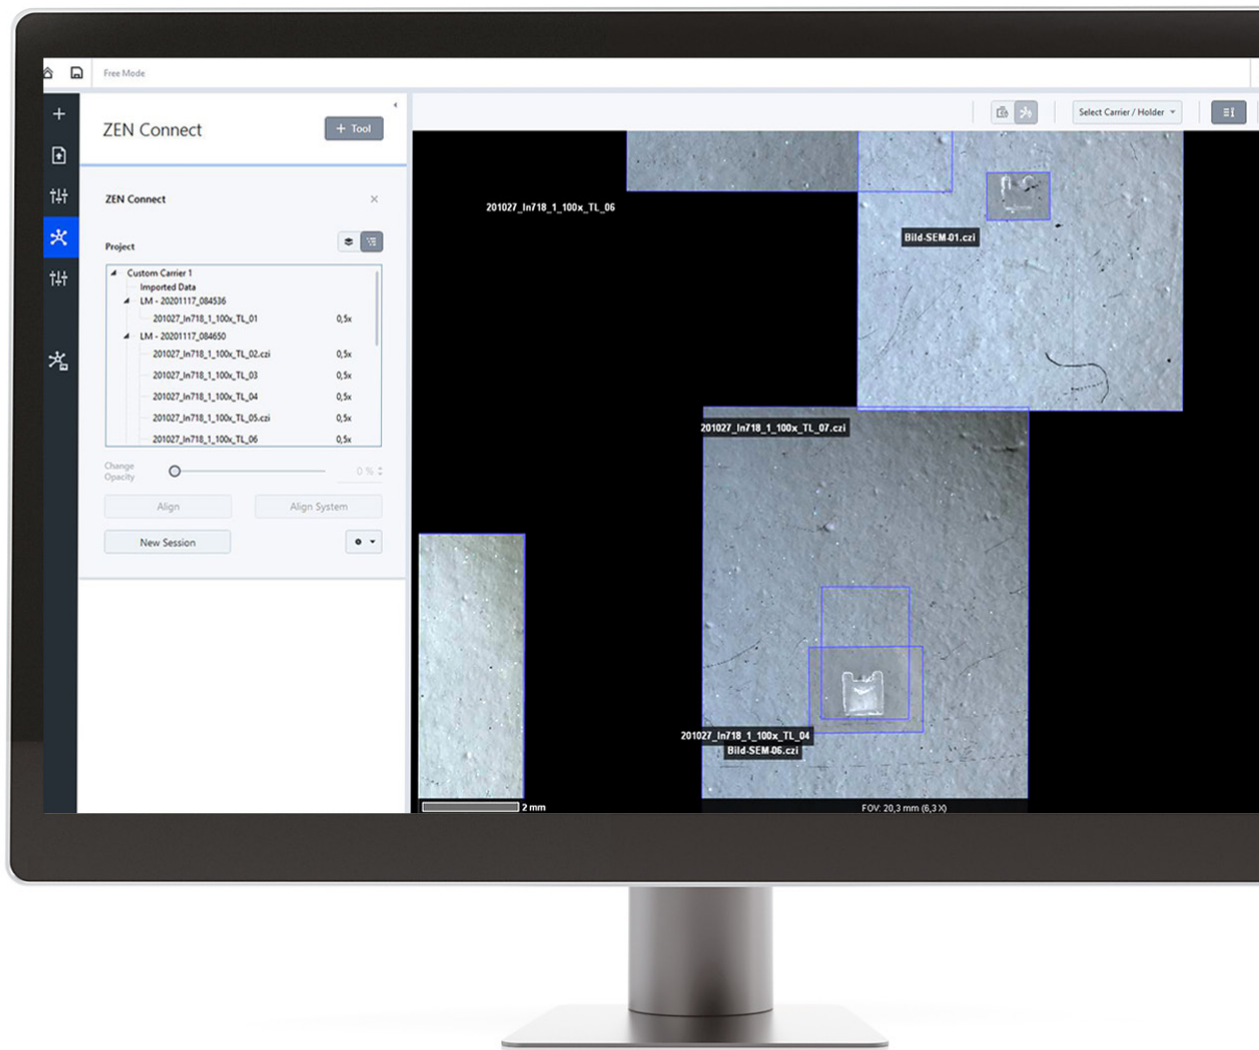 Free Mode
ZEN Connect
+ Tool
Select Carrier / Holder
ZEN Connect
Project
Custom Carrier 1
Imported Data
LM - 20201117_084536
201027_In718_1_100x_TL_01 0,5x
LM - 20201117_084650
201027_In718_1_100x_TL_02.czi 0,5x
201027_In718_1_100x_TL_03 0,5x
201027_In718_1_100x_TL_04 0,5x
201027_In718_1_100x_TL_05.czi 0,5x
201027_In718_1_100x_TL_06 0,5x
Change
Opacity
0 %
Align
Align System
New Session
201027_In718_1_100x_TL_06
Bild-SEM-01.czi
201027_In718_1_100x_TL_07.czi
201027_In718_1_100x_TL_04
Bild-SEM-06.czi
2 mm
FOV: 20,3 mm (6,3 X)